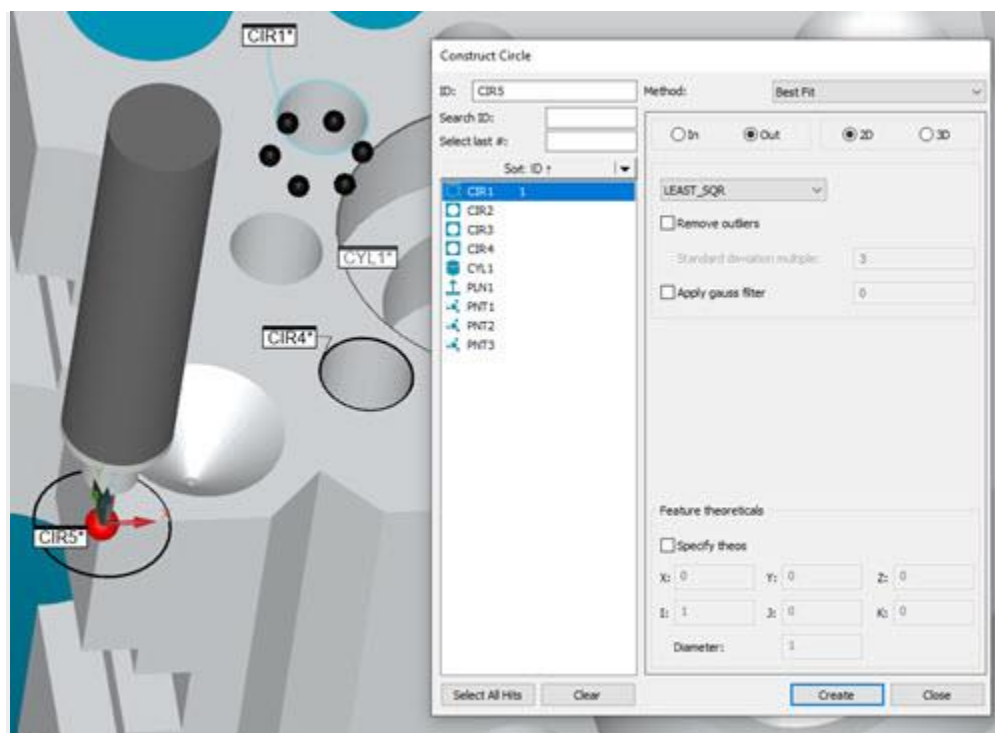 CIR1*
CYL1*
CIR4*
CIR5*
X
Construct Circle
ID: CIR5
Search ID:
Select last #:
Sort: ID ↑
CIR1 1
CIR2
CIR3
CIR4
CYL1
PLN1
PNT1
PNT2
PNT3
Select All Hits Clear
Method: Best Fit
In Out 2D 3D
LEAST_SQR
Remove outliers
Standard deviation multiple: 3
Apply gauss filter 0
Feature theoreticals
Specify theos
X: 0 Y: 0 Z: 0
I: 1 J: 0 K: 0
Diameter: 1
Create Close